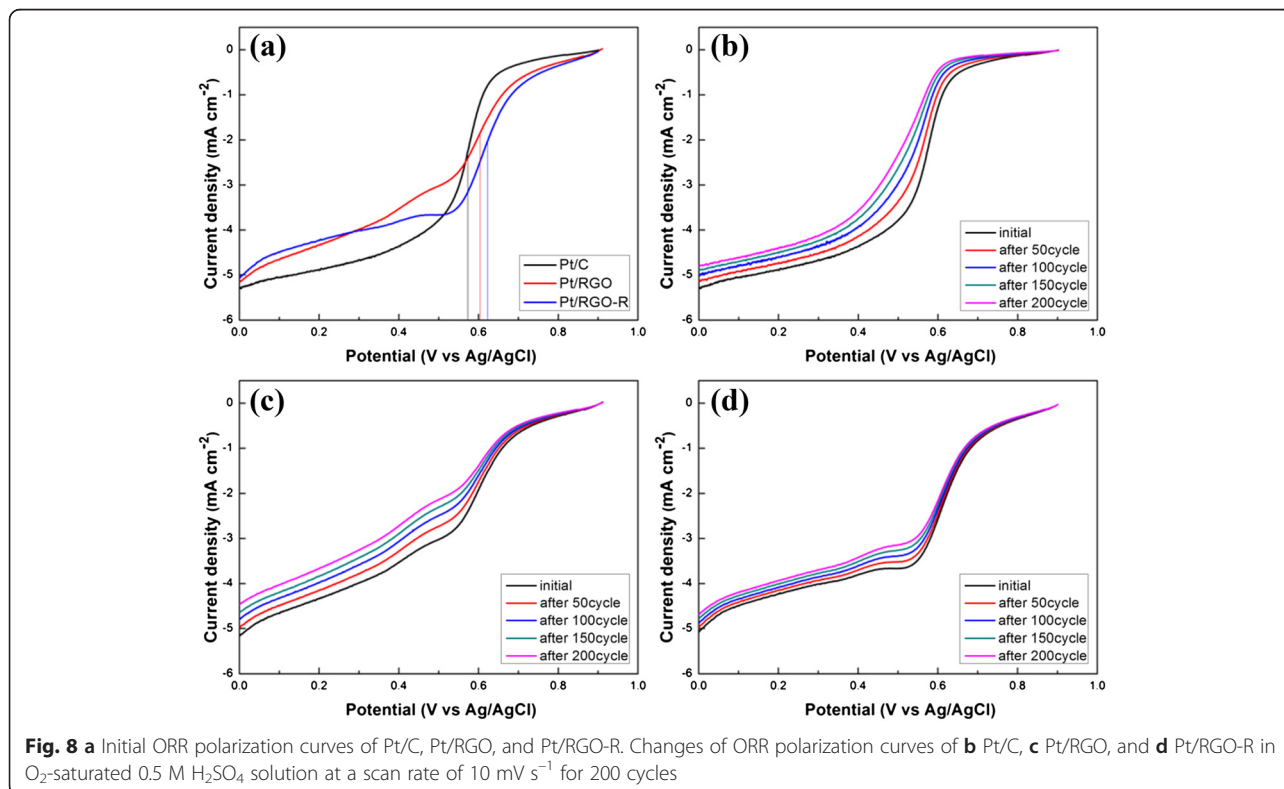 (a)
0
-1
-2
-3
-4
-5
-6
Current density (mA cm⁻²)
Pt/C
Pt/RGO
Pt/RGO-R
0.0 0.2 0.4 0.6 0.8 1.0
Potential (V vs Ag/AgCl)
(b)
0
-1
-2
-3
-4
-5
-6
Current density (mA cm⁻²)
initial
after 50cycle
after 100cycle
after 150cycle
after 200cycle
0.0 0.2 0.4 0.6 0.8 1.0
Potential (V vs Ag/AgCl)
(c)
0
-1
-2
-3
-4
-5
-6
Current density (mA cm⁻²)
initial
after 50cycle
after 100cycle
after 150cycle
after 200cycle
0.0 0.2 0.4 0.6 0.8 1.0
Potential (V vs Ag/AgCl)
(d)
0
-1
-2
-3
-4
-5
-6
Current density (mA cm⁻²)
initial
after 50cycle
after 100cycle
after 150cycle
after 200cycle
0.0 0.2 0.4 0.6 0.8 1.0
Potential (V vs Ag/AgCl)
Fig. 8 a Initial ORR polarization curves of Pt/C, Pt/RGO, and Pt/RGO-R. Changes of ORR polarization curves of b Pt/C, c Pt/RGO, and d Pt/RGO-R in
O₂-saturated 0.5 M H₂SO₄ solution at a scan rate of 10 mV s⁻¹ for 200 cycles